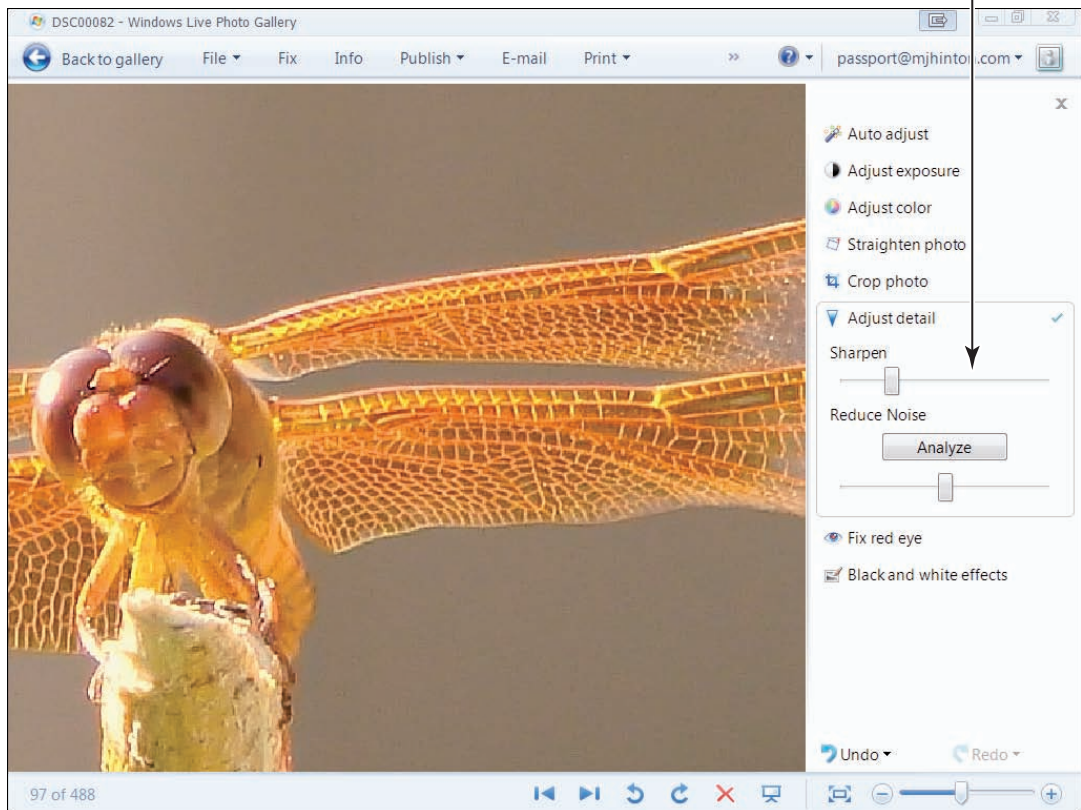 DSC00082 - Windows Live Photo Gallery
Back to gallery File Fix Info Publish E-mail Print » ? passport@mjhinton.com
x
Auto adjust
Adjust exposure
Adjust color
Straighten photo
Crop photo
Adjust detail
Sharpen
Reduce Noise
Analyze
Fix red eye
Black and white effects
Undo Redo
97 of 488